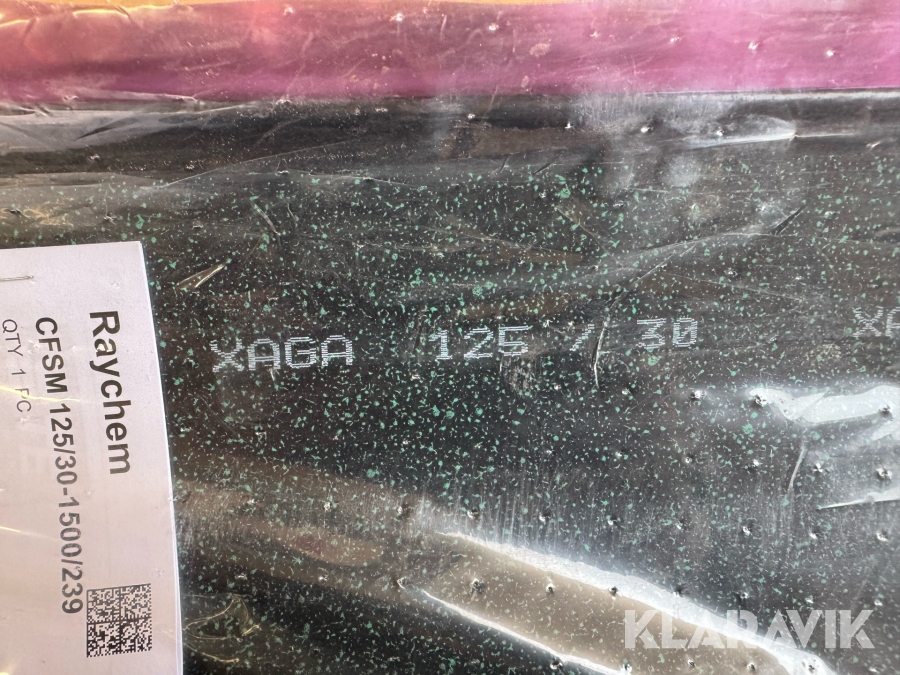 XAGA 125 / 30
XA
Raychem
CFSM 125/30-1500/239
QTY 1 PC
KLARAVIK